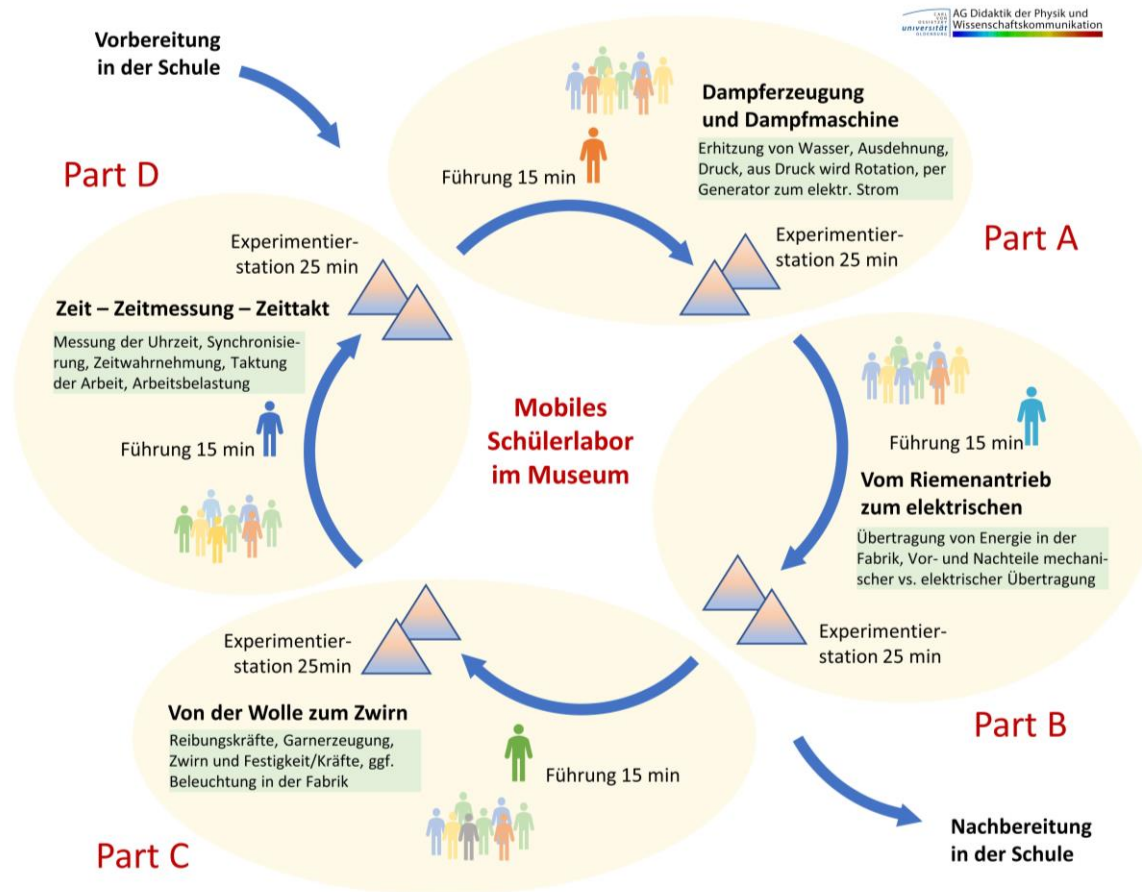 CARL
VON
OSSIETZKY
universität
OLDENBURG
AG Didaktik der Physik und
Wissenschaftskommunikation
Vorbereitung
in der Schule
Part A
Dampferzeugung
und Dampfmaschine
Erhitzung von Wasser, Ausdehnung,
Druck, aus Druck wird Rotation, per
Generator zum elektr. Strom
Führung 15 min
Experimentier-
station 25 min
Part B
Führung 15 min
Vom Riemenantrieb
zum elektrischen
Übertragung von Energie in der
Fabrik, Vor- und Nachteile mechani-
scher vs. elektrischer Übertragung
Experimentier-
station 25 min
Part C
Experimentier-
station 25min
Von der Wolle zum Zwirn
Reibungskräfte, Garnerzeugung,
Zwirn und Festigkeit/Kräfte, ggf.
Beleuchtung in der Fabrik
Führung 15 min
Part D
Experimentier-
station 25 min
Zeit – Zeitmessung – Zeittakt
Messung der Uhrzeit, Synchronisie-
rung, Zeitwahrnehmung, Taktung
der Arbeit, Arbeitsbelastung
Führung 15 min
Mobiles
Schülerlabor
im Museum
Nachbereitung
in der Schule